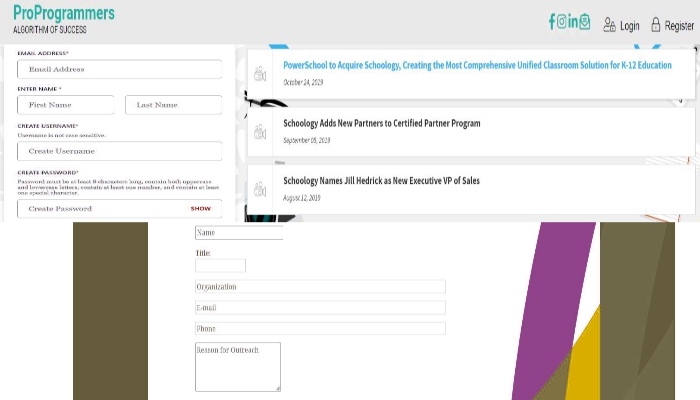 ProProgrammers
ALGORITHM OF SUCCESS
Login
Register
EMAIL ADDRESS*
Email Address
ENTER NAME *
First Name
Last Name
CREATE USERNAME*
Username is not case sensitive.
Create Username
CREATE PASSWORD*
Password must be at least 8 characters long, contain both uppercase
and lowercase letters, contain at least one number, and contain at least
one special character.
Create Password
SHOW
PowerSchool to Acquire Schoology, Creating the Most Comprehensive Unified Classroom Solution for K-12 Education
October 24, 2019
Schoology Adds New Partners to Certified Partner Program
September 05, 2019
Schoology Names Jill Hedrick as New Executive VP of Sales
August 12, 2019
Name
Title:
Organization
E-mail
Phone
Reason for Outreach